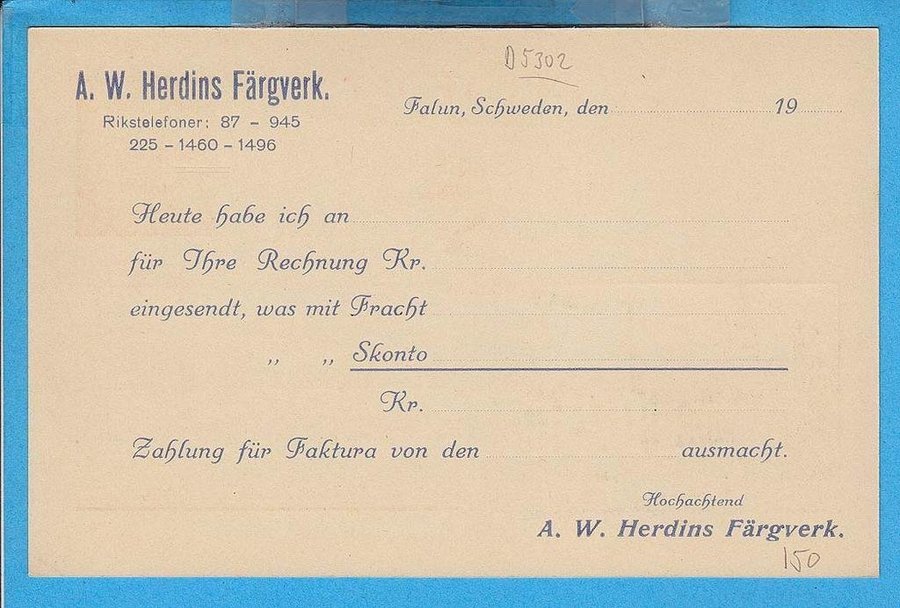 D 5302
A. W. Herdins Färgverk.
Rikstelefoner: 87 - 945
225 - 1460 - 1496
Falun, Schweden, den 19
Heute habe ich an
für Ihre Rechnung Kr.
eingesendt, was mit Fracht
„ „ Skonto
Kr.
Zahlung für Faktura von den ausmacht.
Hochachtend
A. W. Herdins Färgverk.
150